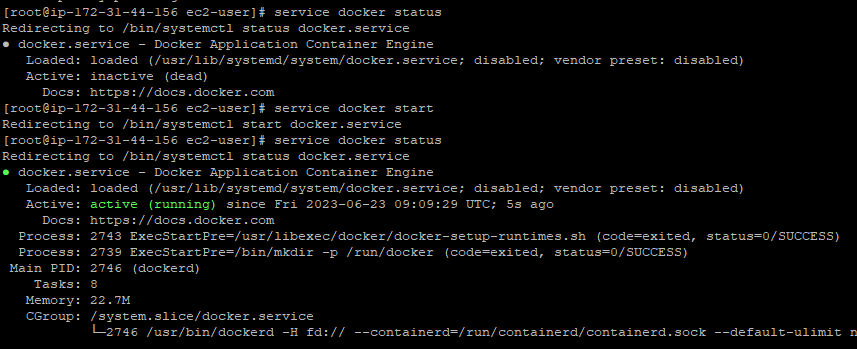 [root@ip-172-31-44-156 ec2-user]# service docker status
Redirecting to /bin/systemctl status docker.service
● docker.service - Docker Application Container Engine
   Loaded: loaded (/usr/lib/systemd/system/docker.service; disabled; vendor preset: disabled)
   Active: inactive (dead)
     Docs: https://docs.docker.com
[root@ip-172-31-44-156 ec2-user]# service docker start
Redirecting to /bin/systemctl start docker.service
[root@ip-172-31-44-156 ec2-user]# service docker status
Redirecting to /bin/systemctl status docker.service
● docker.service - Docker Application Container Engine
   Loaded: loaded (/usr/lib/systemd/system/docker.service; disabled; vendor preset: disabled)
   Active: active (running) since Fri 2023-06-23 09:09:29 UTC; 5s ago
     Docs: https://docs.docker.com
  Process: 2743 ExecStartPre=/usr/libexec/docker/docker-setup-runtimes.sh (code=exited, status=0/SUCCESS)
  Process: 2739 ExecStartPre=/bin/mkdir -p /run/docker (code=exited, status=0/SUCCESS)
 Main PID: 2746 (dockerd)
    Tasks: 8
   Memory: 22.7M
   CGroup: /system.slice/docker.service
           └─2746 /usr/bin/dockerd -H fd:// --containerd=/run/containerd/containerd.sock --default-ulimit n